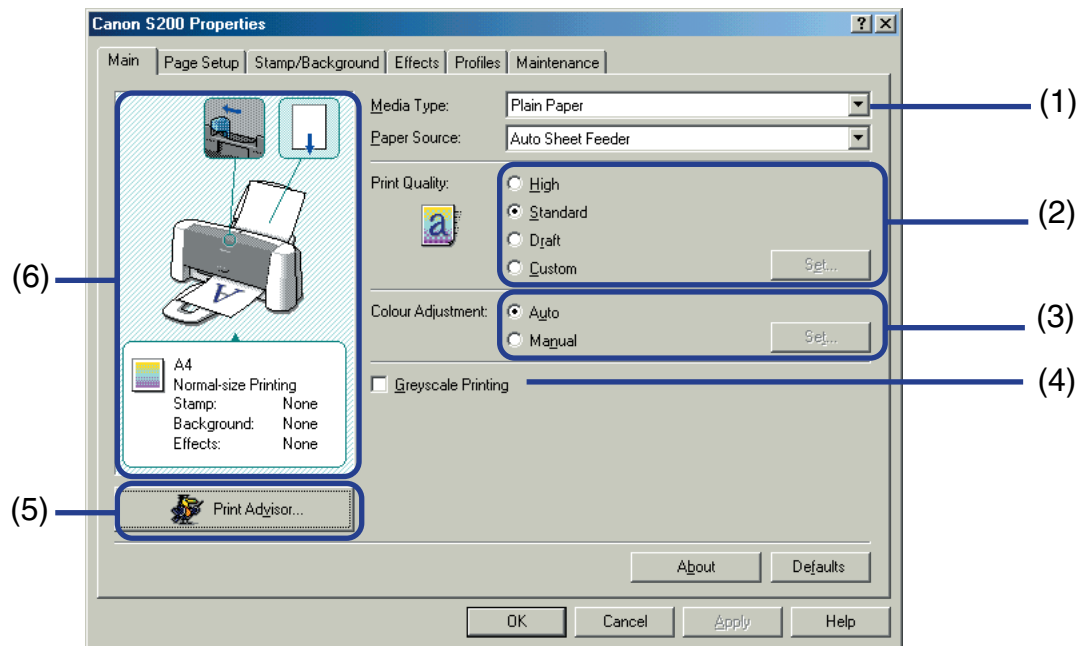 Canon S200 Properties
Main Page Setup Stamp/Background Effects Profiles Maintenance
Media Type: Plain Paper (1)
Paper Source: Auto Sheet Feeder
Print Quality: High
Standard (2)
Draft
Custom Set...
Colour Adjustment: Auto (3)
Manual Set...
Greyscale Printing (4)
(6)
a
A
A4
Normal-size Printing
Stamp: None
Background: None
Effects: None
(5) Print Advisor...
About Defaults
OK Cancel Apply Help